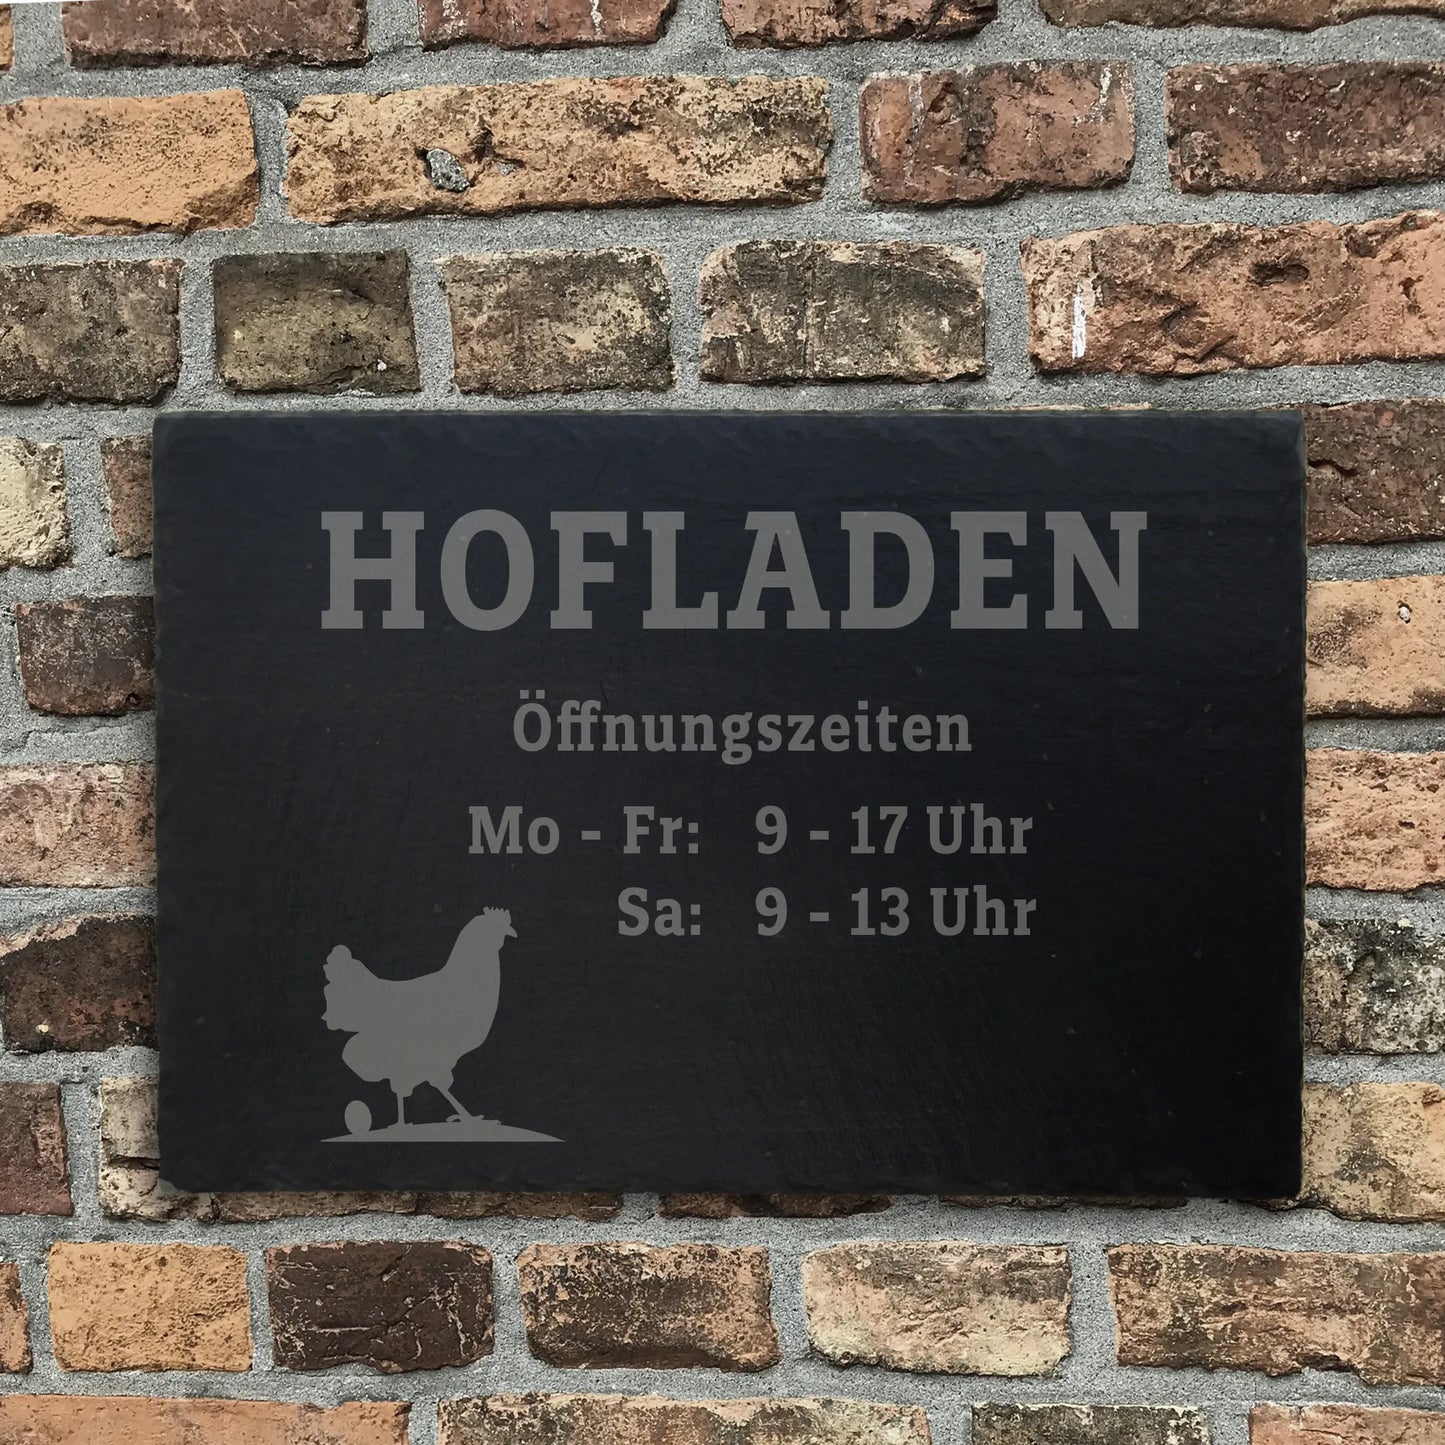 HOFLADEN
Öffnungszeiten
Mo - Fr: 9 - 17 Uhr
Sa: 9 - 13 Uhr